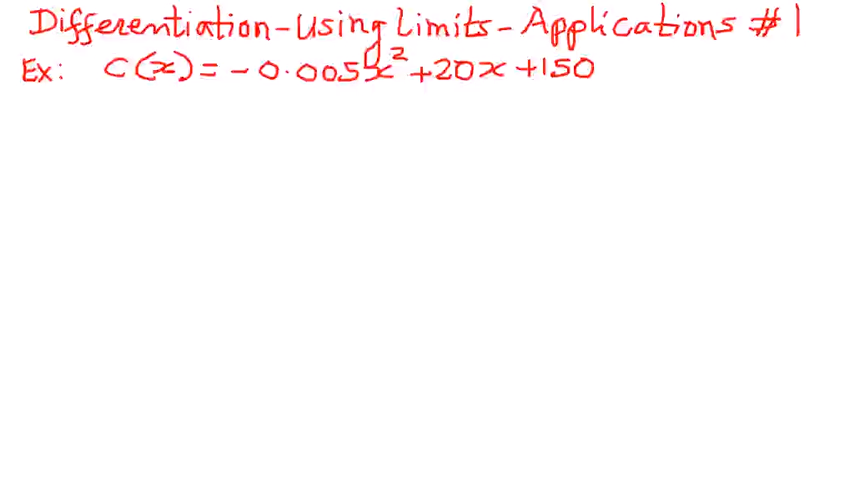 Differentiation-Using Limits-Applications #1
Ex: C(x) = -0.005x² +20x +150